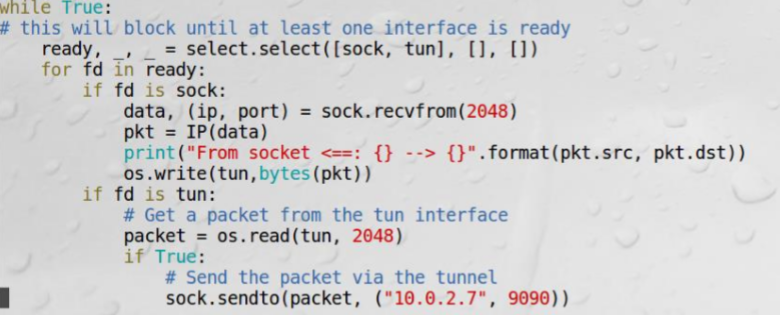 while True:
# this will block until at least one interface is ready
    ready, _, _ = select.select([sock, tun], [], [])
    for fd in ready:
        if fd is sock:
            data, (ip, port) = sock.recvfrom(2048)
            pkt = IP(data)
            print("From socket <==: {} --> {}".format(pkt.src, pkt.dst))
            os.write(tun,bytes(pkt))
        if fd is tun:
            # Get a packet from the tun interface
            packet = os.read(tun, 2048)
            if True:
                # Send the packet via the tunnel
                sock.sendto(packet, ("10.0.2.7", 9090))